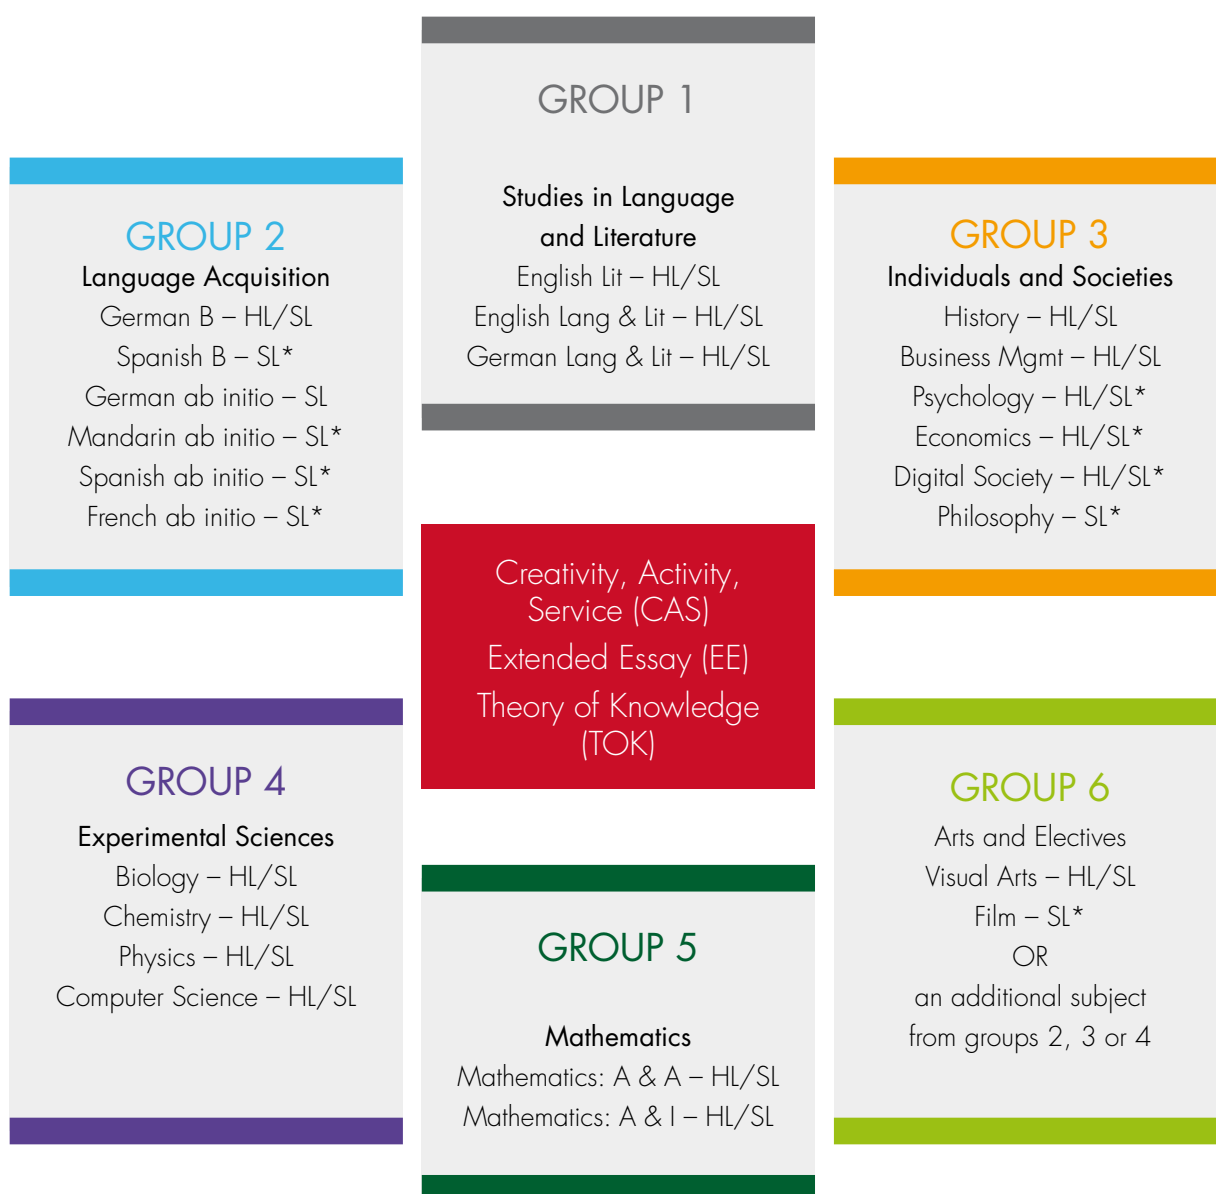 GROUP 1
Studies in Language
and Literature
English Lit – HL/SL
English Lang & Lit – HL/SL
German Lang & Lit – HL/SL
GROUP 2
Language Acquisition
German B – HL/SL
Spanish B – SL*
German ab initio – SL
Mandarin ab initio – SL*
Spanish ab initio – SL*
French ab initio – SL*
GROUP 3
Individuals and Societies
History – HL/SL
Business Mgmt – HL/SL
Psychology – HL/SL*
Economics – HL/SL*
Digital Society – HL/SL*
Philosophy – SL*
Creativity, Activity,
Service (CAS)
Extended Essay (EE)
Theory of Knowledge
(TOK)
GROUP 4
Experimental Sciences
Biology – HL/SL
Chemistry – HL/SL
Physics – HL/SL
Computer Science – HL/SL
GROUP 5
Mathematics
Mathematics: A & A – HL/SL
Mathematics: A & I – HL/SL
GROUP 6
Arts and Electives
Visual Arts – HL/SL
Film – SL*
OR
an additional subject
from groups 2, 3 or 4